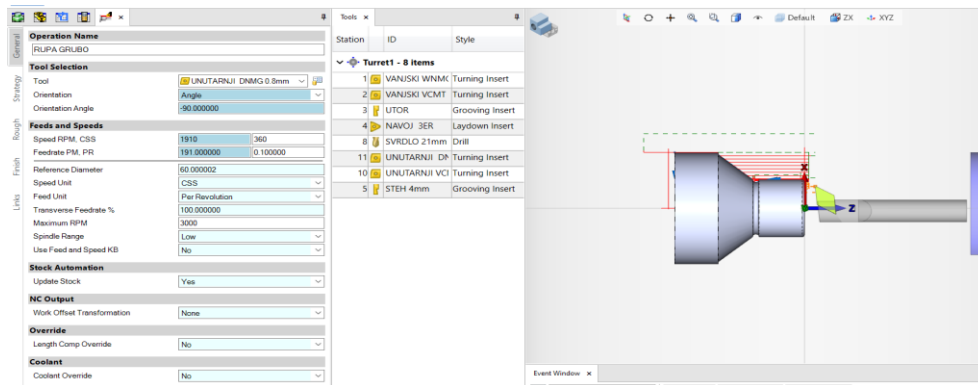 Operation Name
RUPA GRUBO
Tool Selection
Tool UNUTARNJI DNMG 0.8mm
Orientation Angle
Orientation Angle -90.000000
Feeds and Speeds
Speed RPM, CSS 1910 360
Feedrate PM, PR 191.000000 0.100000
Reference Diameter 60.000002
Speed Unit CSS
Feed Unit Per Revolution
Transverse Feedrate % 100.000000
Maximum RPM 3000
Spindle Range Low
Use Feed and Speed KB No
Stock Automation
Update Stock Yes
NC Output
Work Offset Transformation None
Override
Length Comp Override No
Coolant
Coolant Override No
General
Strategy
Rough
Finish
Links
Tools
Station ID Style
Turret1 - 8 items
1 VANJSKI WNMG Turning Insert
2 VANJSKI VCMT Turning Insert
3 UTOR Grooving Insert
4 NAVOJ 3ER Laydown Insert
8 SVRDLO 21mm Drill
11 UNUTARNJI DN Turning Insert
10 UNUTARNJI VCI Turning Insert
5 STEH 4mm Grooving Insert
Default ZX XYZ
X
Z
Event Window